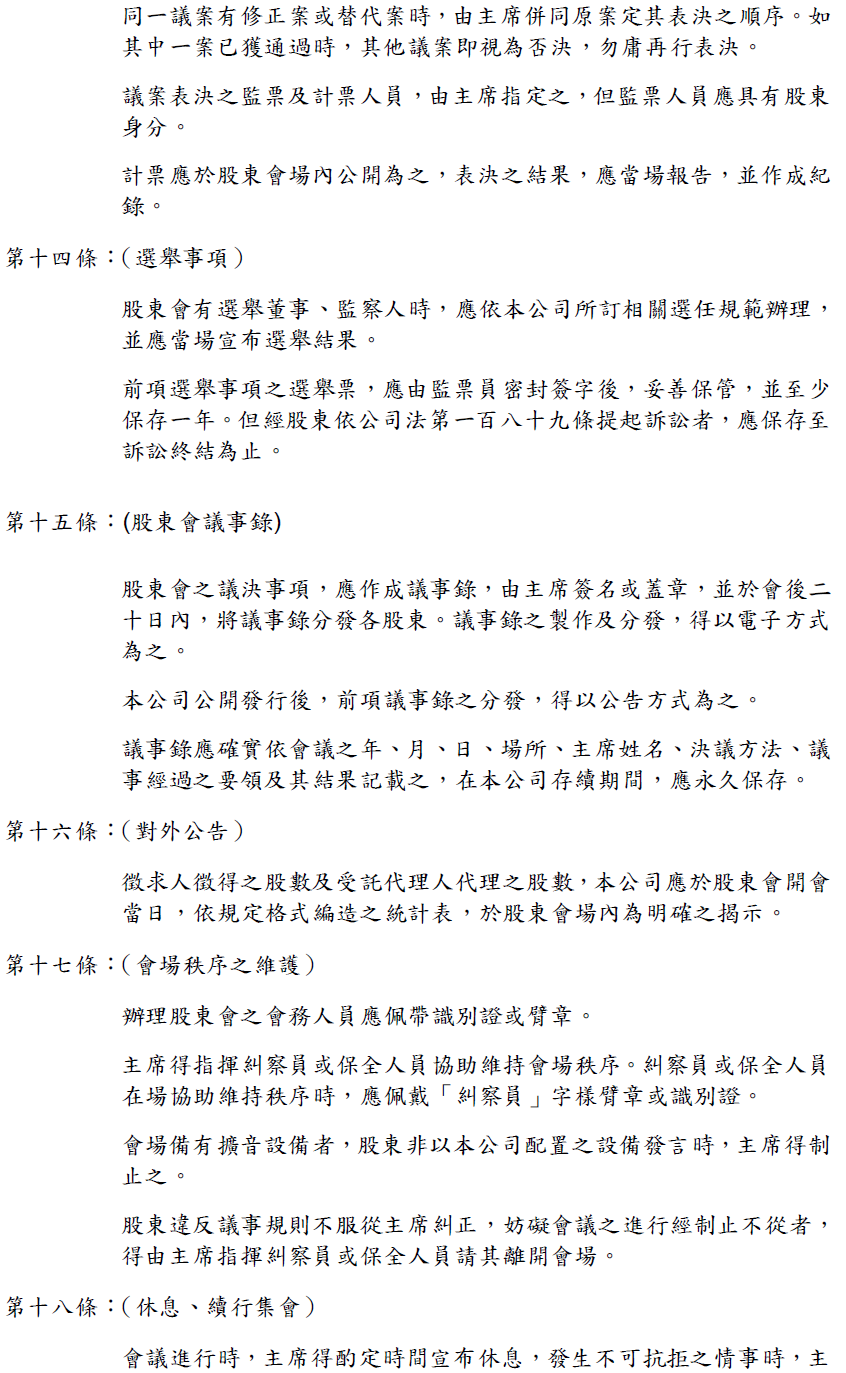 同一議案有修正案或替代案時，由主席併同原案定其表決之順序。如
其中一案已獲通過時，其他議案即視為否決，勿庸再行表決。
議案表決之監票及計票人員，由主席指定之，但監票人員應具有股東
身分。
計票應於股東會場內公開為之，表決之結果，應當場報告，並作成紀
錄。
第十四條：（選舉事項）
股東會有選舉董事、監察人時，應依本公司所訂相關選任規範辦理，
並應當場宣布選舉結果。
前項選舉事項之選舉票，應由監票員密封簽字後，妥善保管，並至少
保存一年。但經股東依公司法第一百八十九條提起訴訟者，應保存至
訴訟終結為止。
第十五條：(股東會議事錄)
股東會之議決事項，應作成議事錄，由主席簽名或蓋章，並於會後二
十日內，將議事錄分發各股東。議事錄之製作及分發，得以電子方式
為之。
本公司公開發行後，前項議事錄之分發，得以公告方式為之。
議事錄應確實依會議之年、月、日、場所、主席姓名、決議方法、議
事經過之要領及其結果記載之，在本公司存續期間，應永久保存。
第十六條：（對外公告）
徵求人徵得之股數及受託代理人代理之股數，本公司應於股東會開會
當日，依規定格式編造之統計表，於股東會場內為明確之揭示。
第十七條：（會場秩序之維護）
辦理股東會之會務人員應佩帶識別證或臂章。
主席得指揮糾察員或保全人員協助維持會場秩序。糾察員或保全人員
在場協助維持秩序時，應佩戴「糾察員」字樣臂章或識別證。
會場備有擴音設備者，股東非以本公司配置之設備發言時，主席得制
止之。
股東違反議事規則不服從主席糾正，妨礙會議之進行經制止不從者，
得由主席指揮糾察員或保全人員請其離開會場。
第十八條：（休息、續行集會）
會議進行時，主席得酌定時間宣布休息，發生不可抗拒之情事時，主